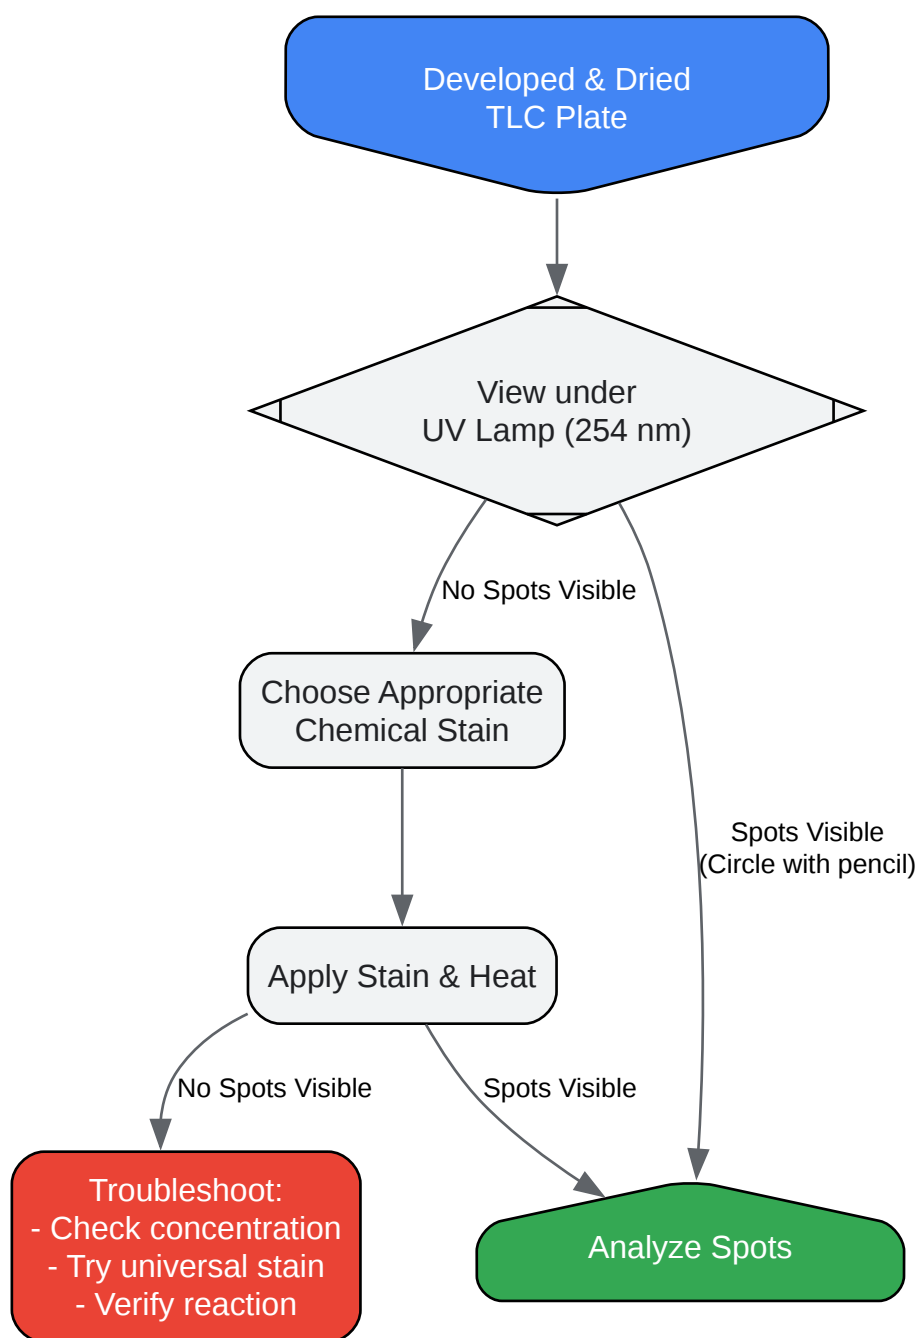 Developed & Dried
TLC Plate
View under
UV Lamp (254 nm)
No Spots Visible
Choose Appropriate
Chemical Stain
Spots Visible
(Circle with pencil)
Apply Stain & Heat
No Spots Visible
Spots Visible
Troubleshoot:
- Check concentration
- Try universal stain
- Verify reaction
Analyze Spots